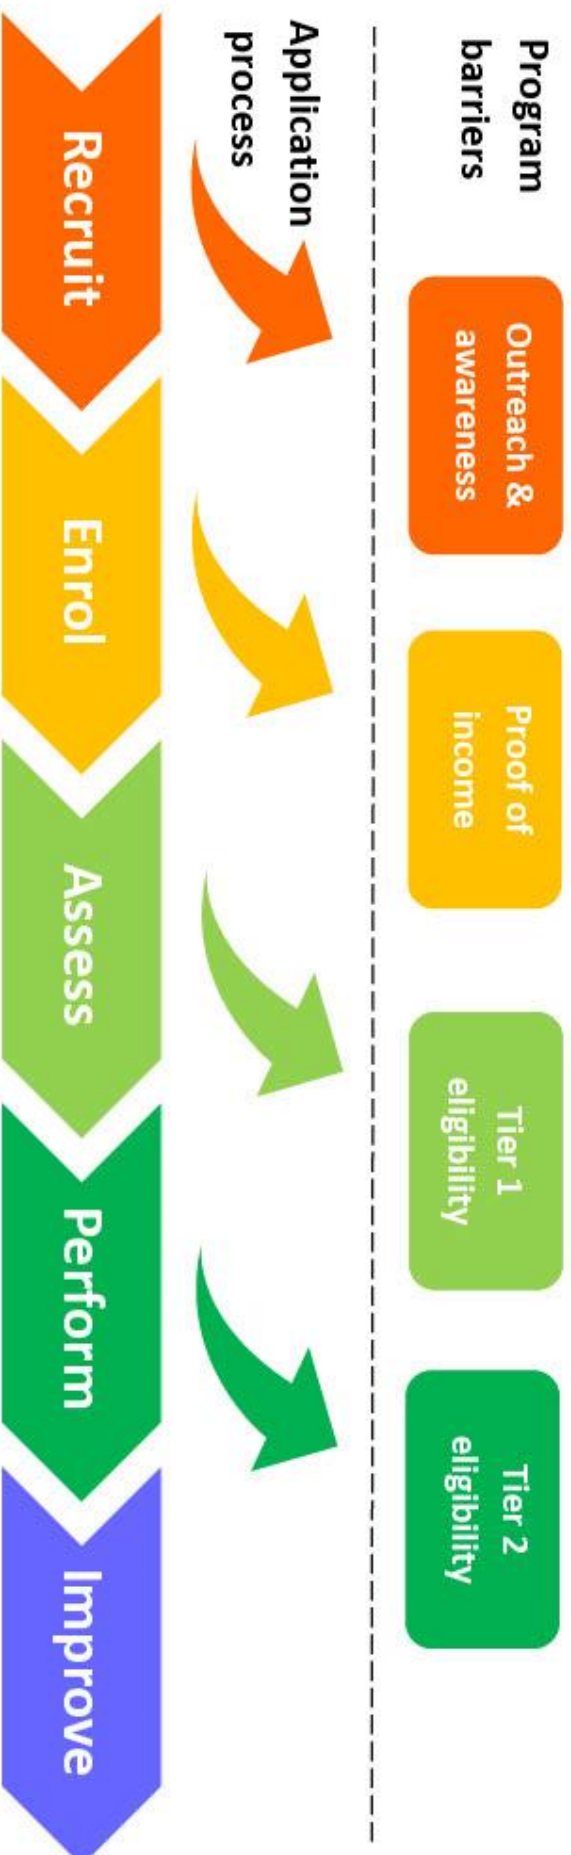 Program
barriers
Outreach &
awareness
Proof of
income
Tier 1
eligibility
Tier 2
eligibility
Application
process
Recruit
Enrol
Assess
Perform
Improve